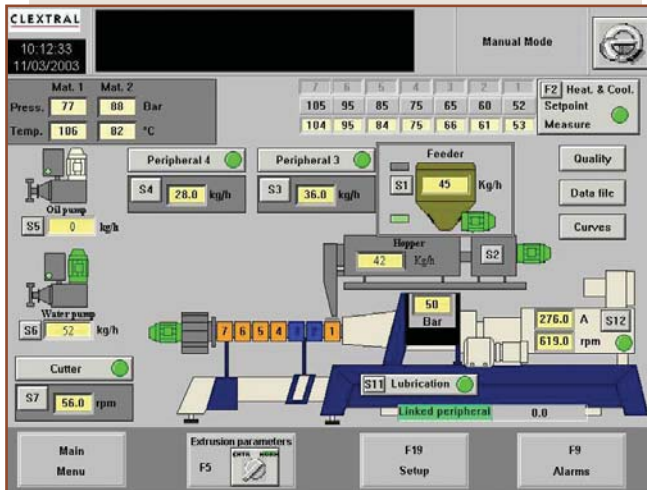 CLEXTRAL
10:12:33
11/03/2003
Manual Mode
Mat. 1 Mat. 2
Press. 77 88 Bar
Temp. 106 82 °C
7 6 5 4 3 2 1
105 95 85 75 65 60 52
104 95 84 75 66 61 53
F2 Heat. & Cool.
Setpoint
Measure
Peripheral 4
S4 28.0 kg/h
Peripheral 3
S3 36.0 kg/h
Feeder
S1 45 Kg/h
Quality
Data file
Curves
Oil pump
S5 0 kg/h
Hopper
42 Kg/h
S2
Water pump
S6 52 kg/h
7 6 5 4 1
50
Bar
276.0 A S12
619.0 rpm
Cutter
S7 56.0 rpm
S11 Lubrication
Linked peripheral 0.0
Main
Menu
Extrusion parameters
F5
F19
Setup
F9
Alarms